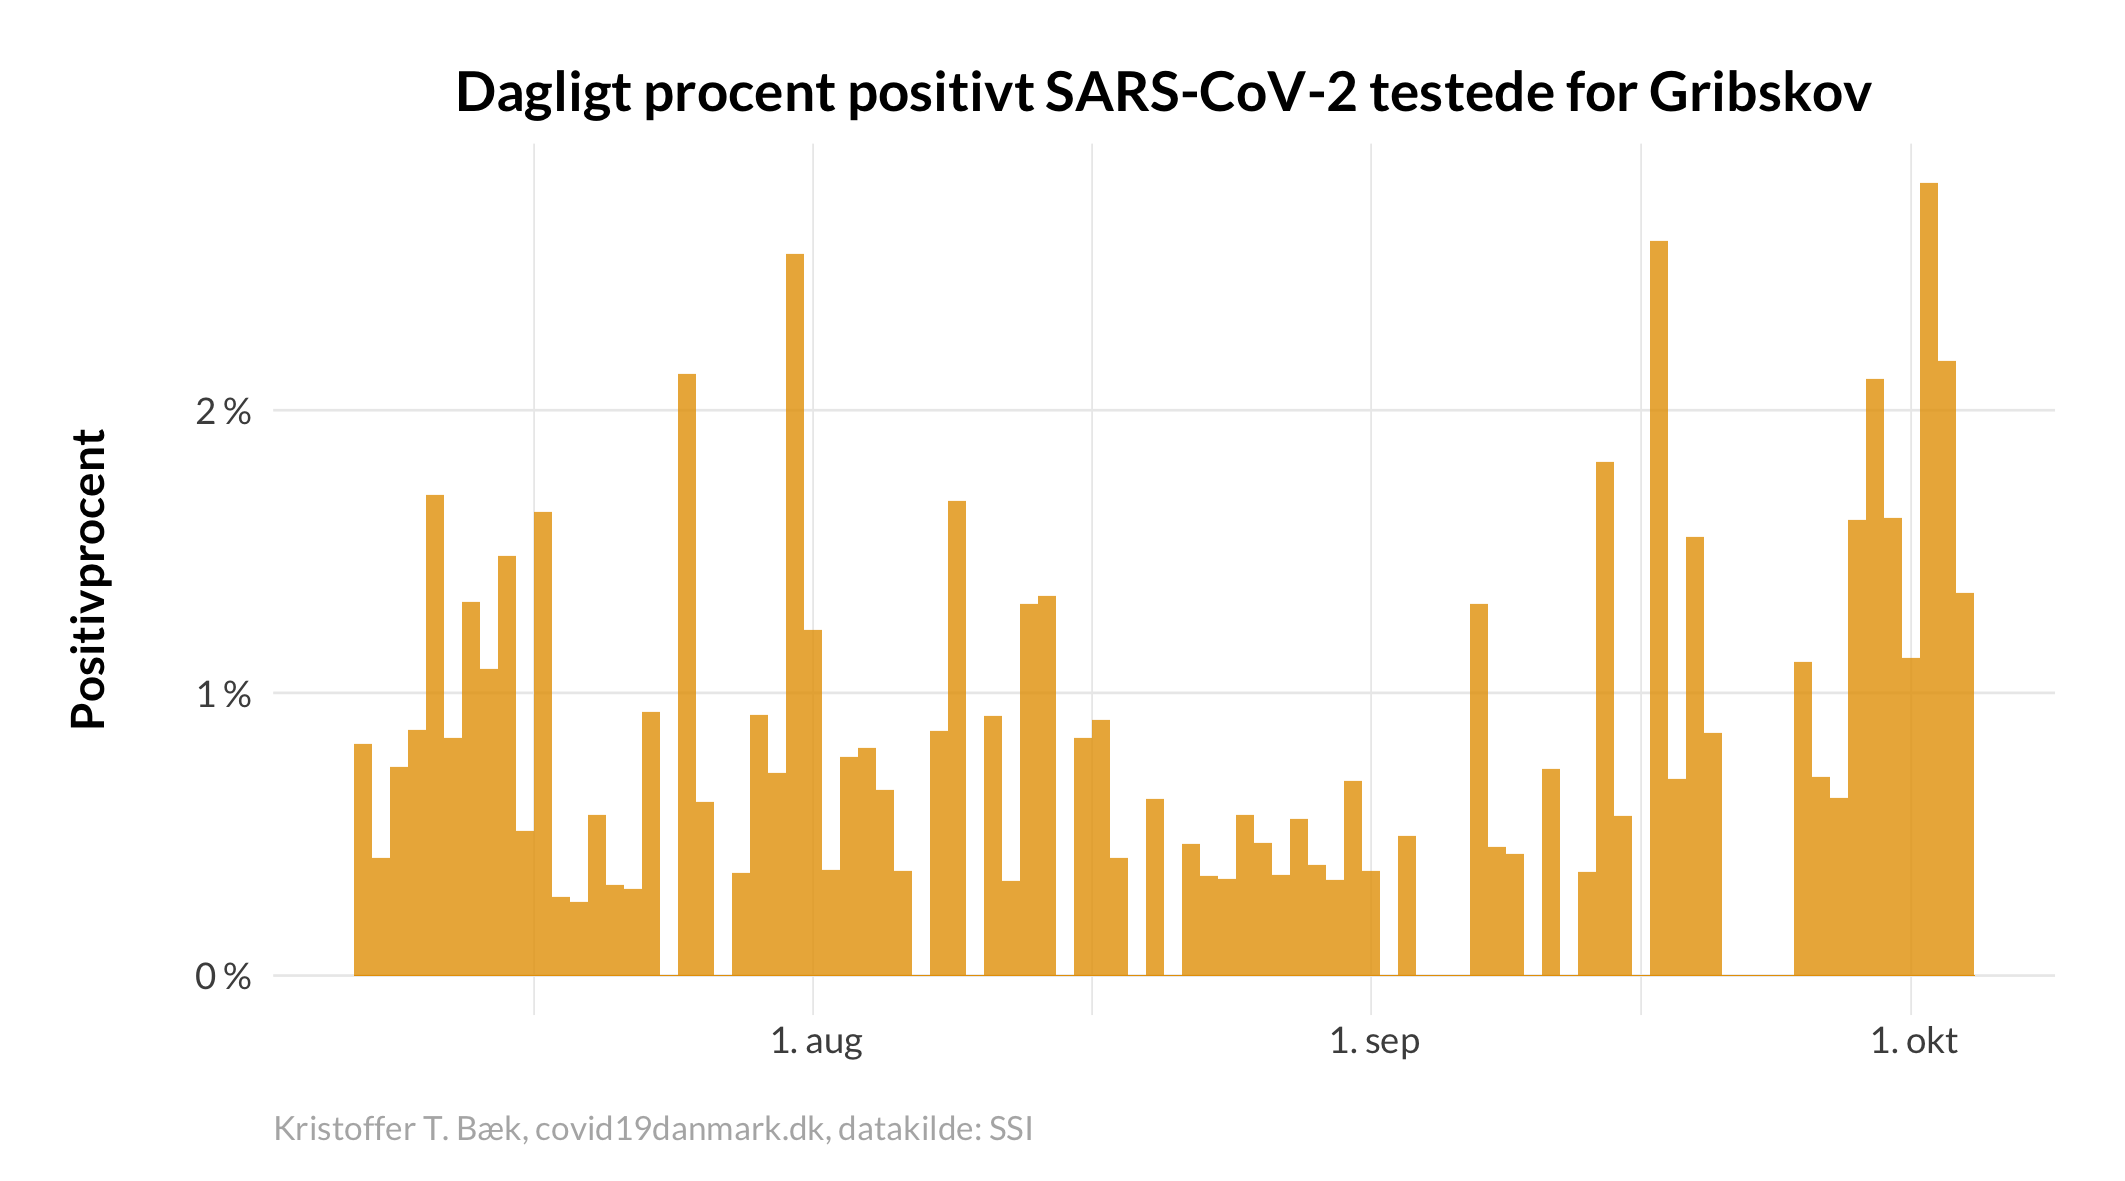 Dagligt procent positivt SARS-CoV-2 testede for Gribskov
Positivprocent
2 %
1 %
0 %
1. aug
1. sep
1. okt
Kristoffer T. Bæk, covid19danmark.dk, datakilde: SSI